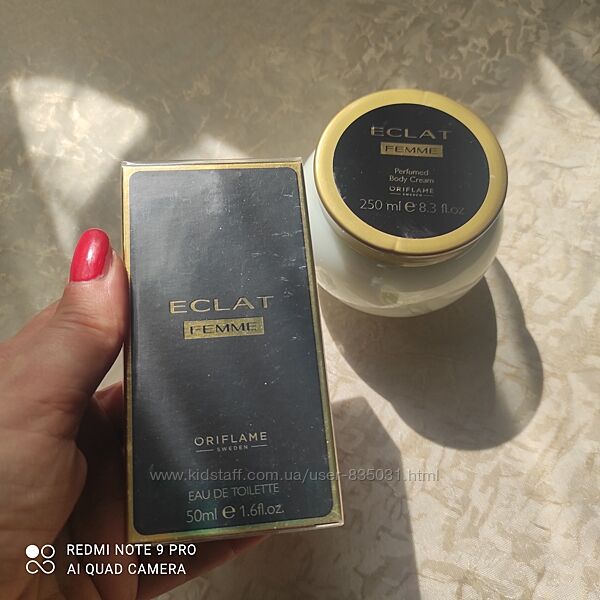 ECLAT
FEMME
Perfumed
Body Cream
ORIFLAME
SWEDEN
250 ml e 8.3 fl.oz.
ECLAT
FEMME
ORIFLAME
SWEDEN
www.kidstaff.com.ua/user-835031.html
EAU DE TOILETTE
50ml e 1.6fl.oz.
REDMI NOTE 9 PRO
AI QUAD CAMERA